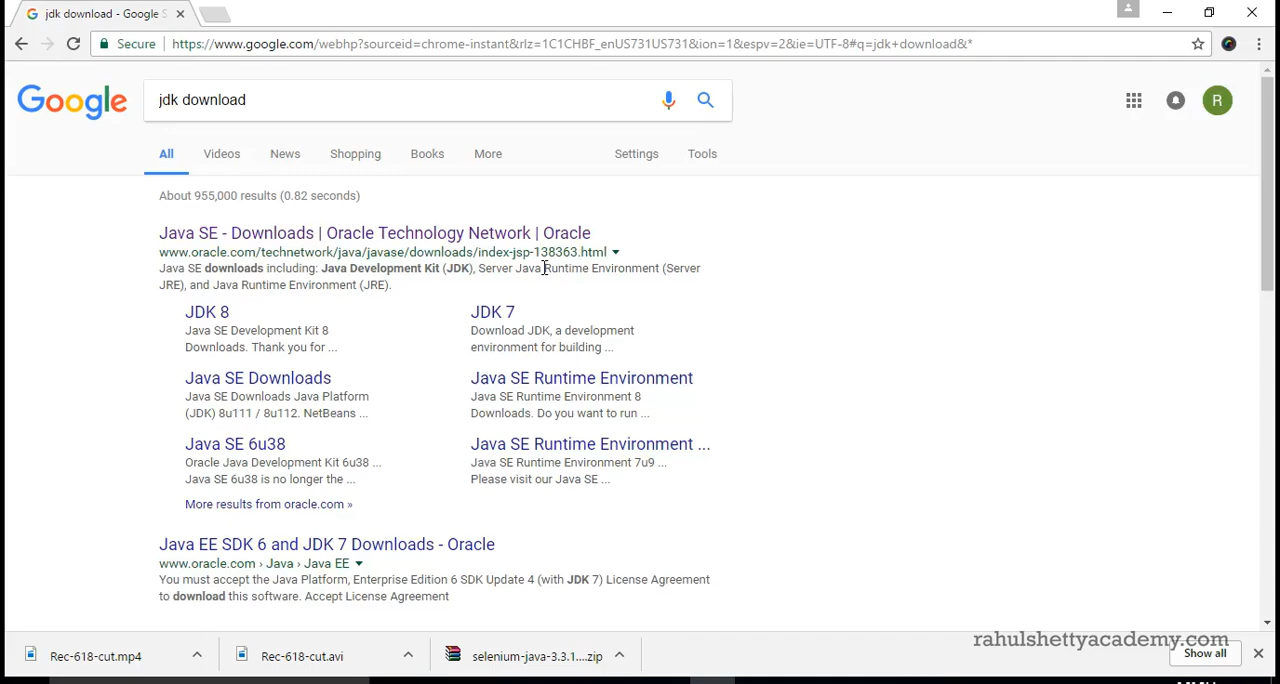 jdk download - Google S
Secure https://www.google.com/webhp?sourceid=chrome-instant&rlz=1C1CHBF_enUS731US731&ion=1&espv=2&ie=UTF-8#q=jdk+download&*
Google
jdk download
R
All Videos News Shopping Books More Settings Tools
About 955,000 results (0.82 seconds)
Java SE - Downloads | Oracle Technology Network | Oracle
www.oracle.com/technetwork/java/javase/downloads/index-jsp-138363.html
Java SE downloads including: Java Development Kit (JDK), Server Java Runtime Environment (Server
JRE), and Java Runtime Environment (JRE).
JDK 8
Java SE Development Kit 8
Downloads. Thank you for ...
JDK 7
Download JDK, a development
environment for building ...
Java SE Downloads
Java SE Downloads Java Platform
(JDK) 8u111 / 8u112. NetBeans ...
Java SE Runtime Environment
Java SE Runtime Environment 8
Downloads. Do you want to run ...
Java SE 6u38
Oracle Java Development Kit 6u38 ...
Java SE 6u38 is no longer the ...
Java SE Runtime Environment ...
Java SE Runtime Environment 7u9 ...
Please visit our Java SE ...
More results from oracle.com »
Java EE SDK 6 and JDK 7 Downloads - Oracle
www.oracle.com › Java › Java EE
You must accept the Java Platform, Enterprise Edition 6 SDK Update 4 (with JDK 7) License Agreement
to download this software. Accept License Agreement
rahulshettyacademy.com
Rec-618-cut.mp4 Rec-618-cut.avi selenium-java-3.3.1....zip Show all